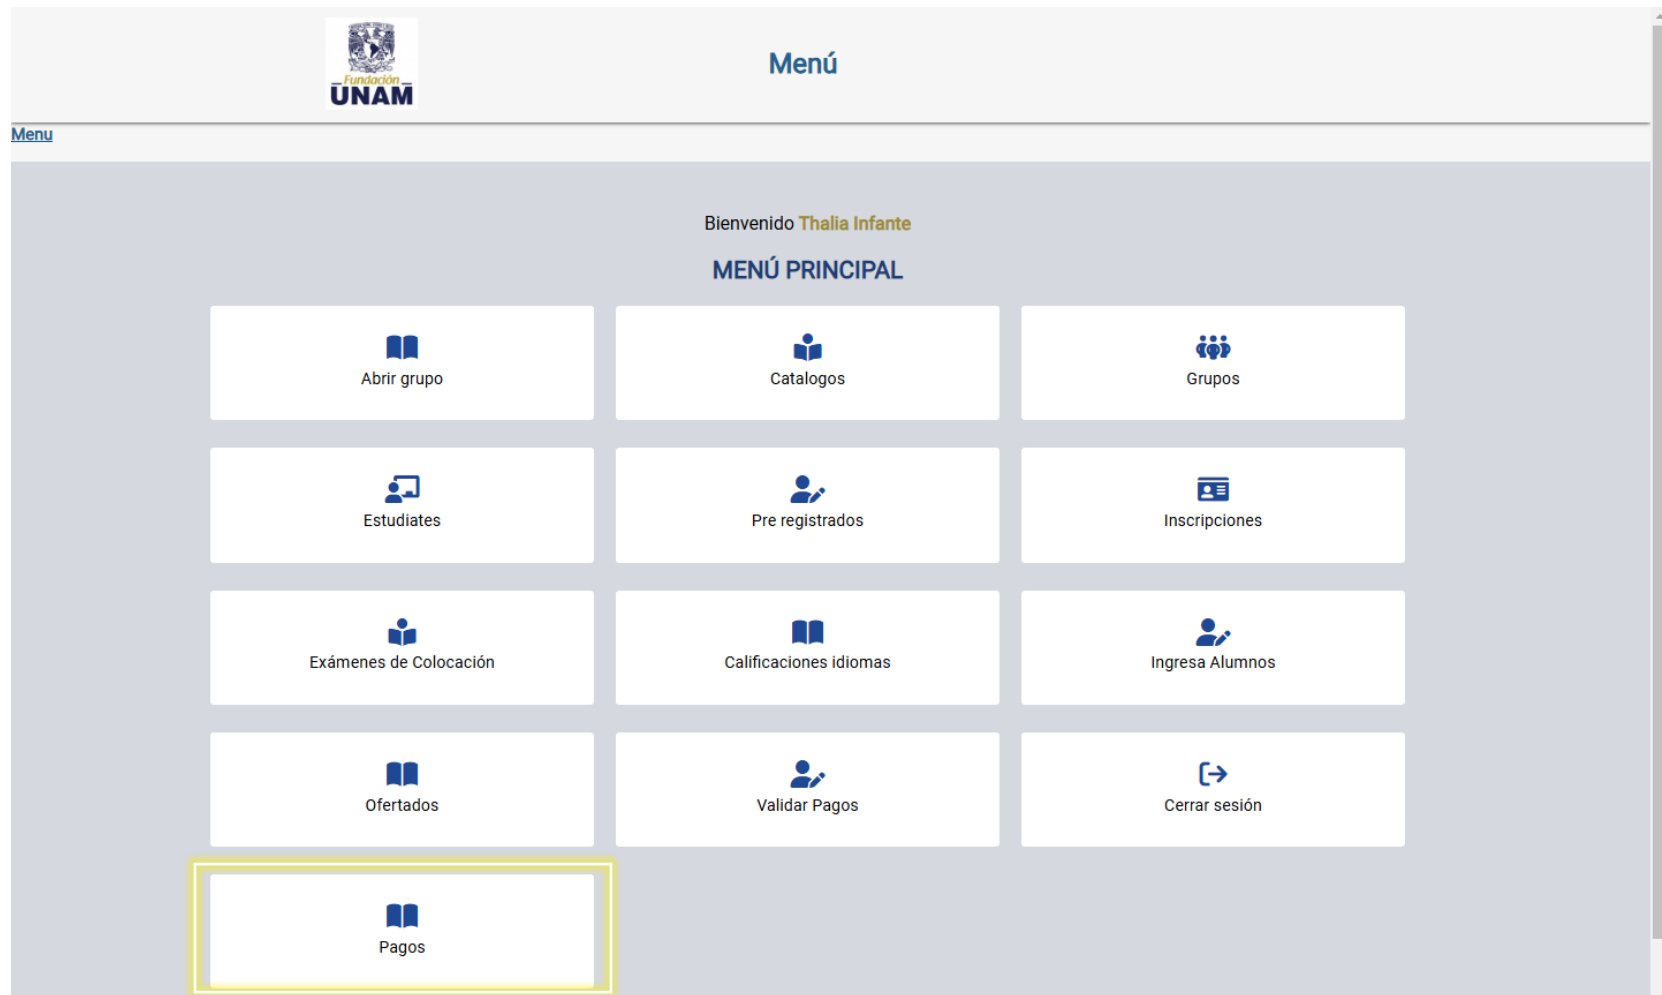 Fundación
UNAM
Menú
Menu
Bienvenido Thalia Infante
MENÚ PRINCIPAL
Abrir grupo
Catalogos
Grupos
Estudiates
Pre registrados
Inscripciones
Exámenes de Colocación
Calificaciones idiomas
Ingresa Alumnos
Ofertados
Validar Pagos
Cerrar sesión
Pagos